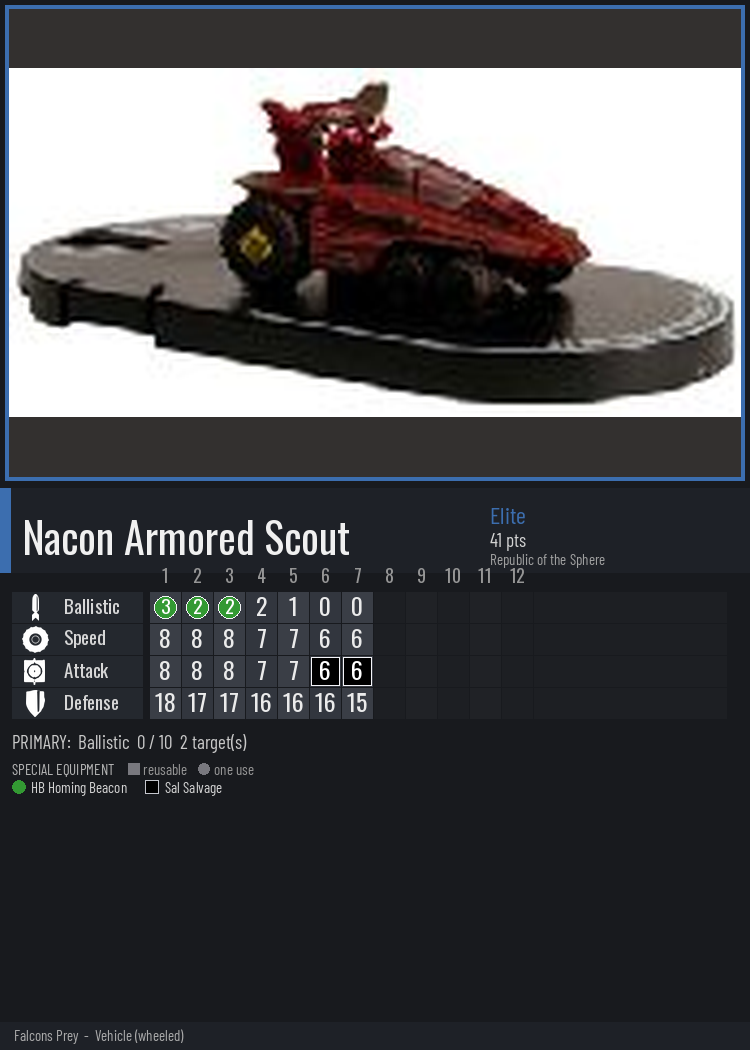 Nacon Armored Scout
Elite
41 pts
Republic of the Sphere
1 2 3 4 5 6 7 8 9 10 11 12
Ballistic 3 2 2 2 1 0 0
Speed 8 8 8 7 7 6 6
Attack 8 8 8 7 7 6 6
Defense 18 17 17 16 16 16 15
PRIMARY: Ballistic 0 / 10 2 target(s)
SPECIAL EQUIPMENT reusable one use
HB Homing Beacon Sal Salvage
Falcons Prey - Vehicle (wheeled)